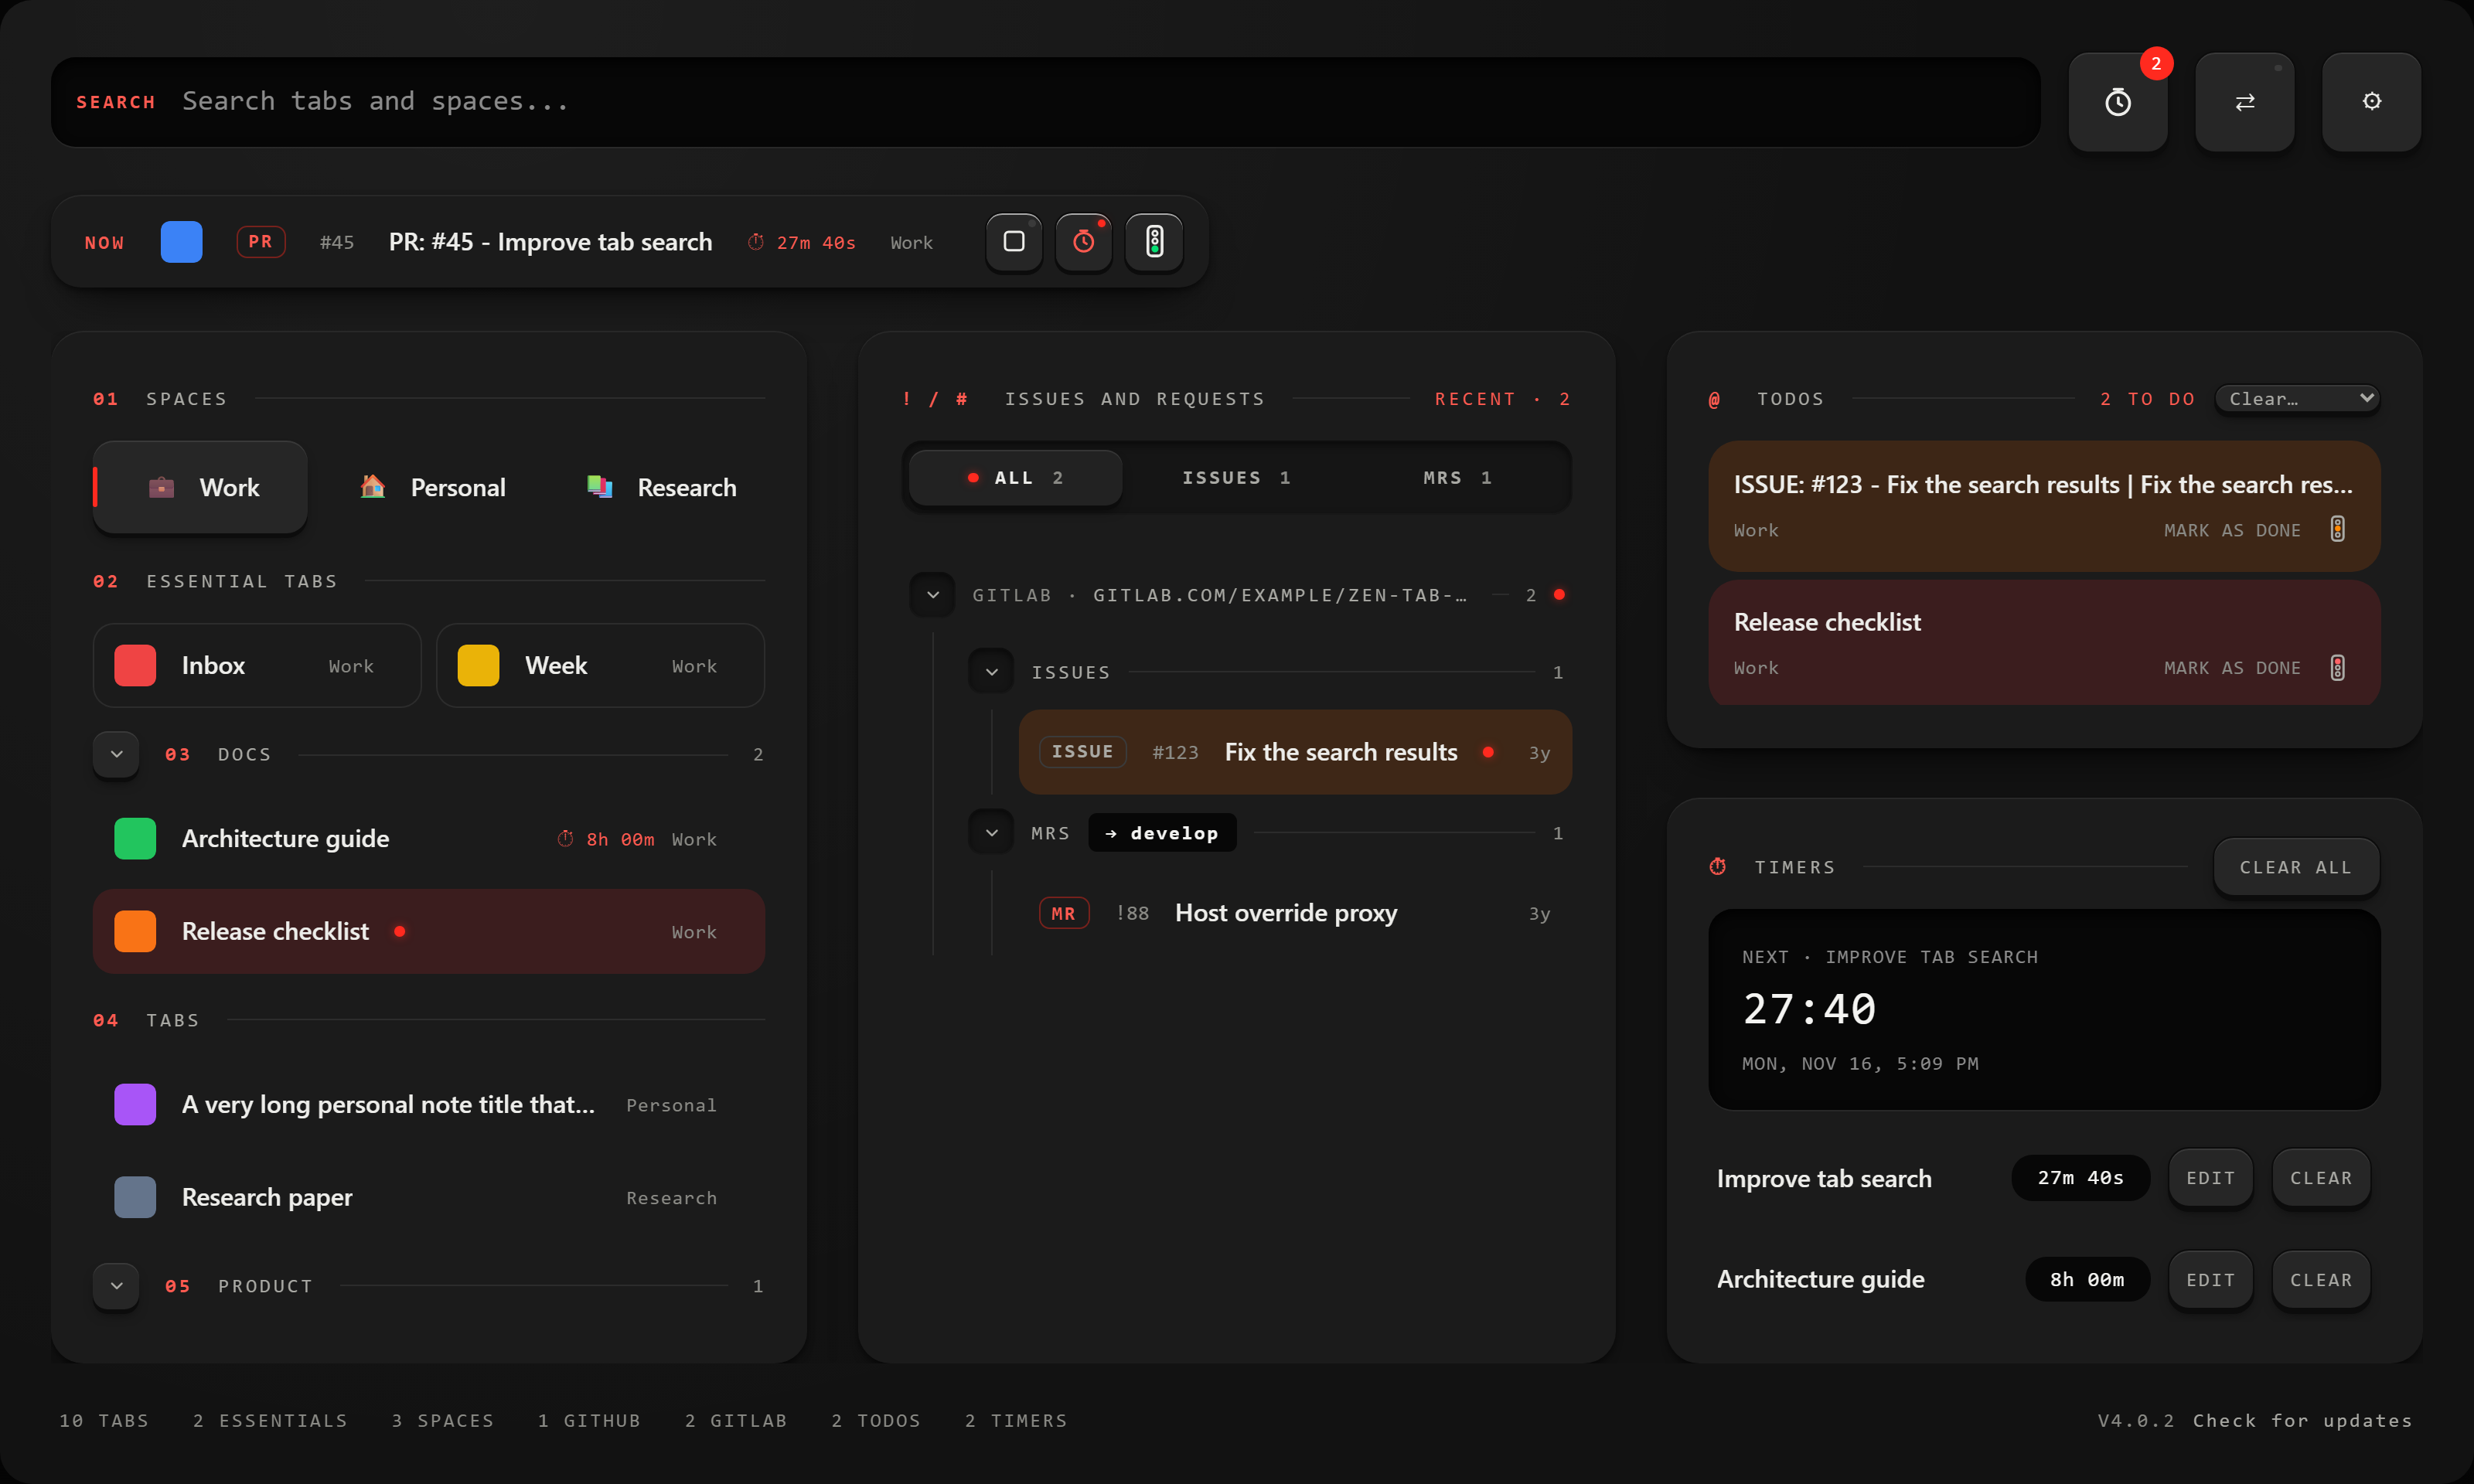 SEARCH Search tabs and spaces...
2
NOW PR #45 PR: #45 - Improve tab search ⏱ 27m 40s Work
01 SPACES
Work Personal Research
02 ESSENTIAL TABS
Inbox Work Week Work
03 DOCS 2
Architecture guide ⏱ 8h 00m Work
Release checklist Work
04 TABS
A very long personal note title that... Personal
Research paper Research
05 PRODUCT 1
! / # ISSUES AND REQUESTS RECENT · 2
ALL 2 ISSUES 1 MRS 1
GITLAB · GITLAB.COM/EXAMPLE/ZEN-TAB-… 2
ISSUES 1
ISSUE #123 Fix the search results 3y
MRS → develop 1
MR !88 Host override proxy 3y
@ TODOS 2 TO DO Clear…
ISSUE: #123 - Fix the search results | Fix the search res...
Work MARK AS DONE
Release checklist
Work MARK AS DONE
⏱ TIMERS CLEAR ALL
NEXT · IMPROVE TAB SEARCH
27:40
MON, NOV 16, 5:09 PM
Improve tab search 27m 40s EDIT CLEAR
Architecture guide 8h 00m EDIT CLEAR
10 TABS 2 ESSENTIALS 3 SPACES 1 GITHUB 2 GITLAB 2 TODOS 2 TIMERS V4.0.2 Check for updates